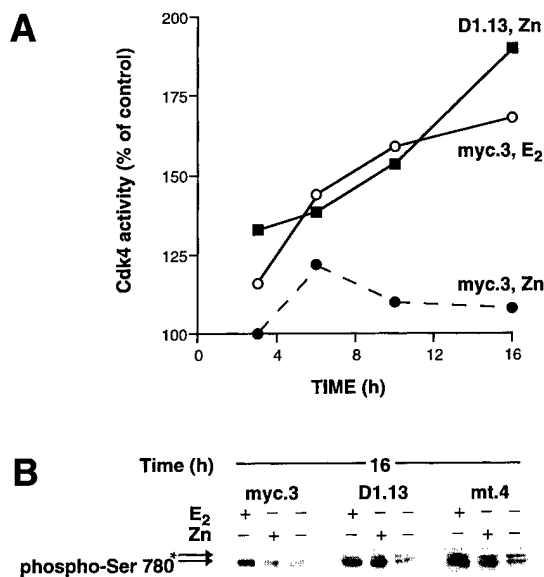 A
Cdk4 activity (% of control)
200
175
150
125
100
0 4 8 12 16
TIME (h)
D1.13, Zn
myc.3, E2
myc.3, Zn
B
Time (h) 16
myc.3 D1.13 mt.4
E2 + − − + − − + − −
Zn − + − − + − − + −
phospho-Ser 780*